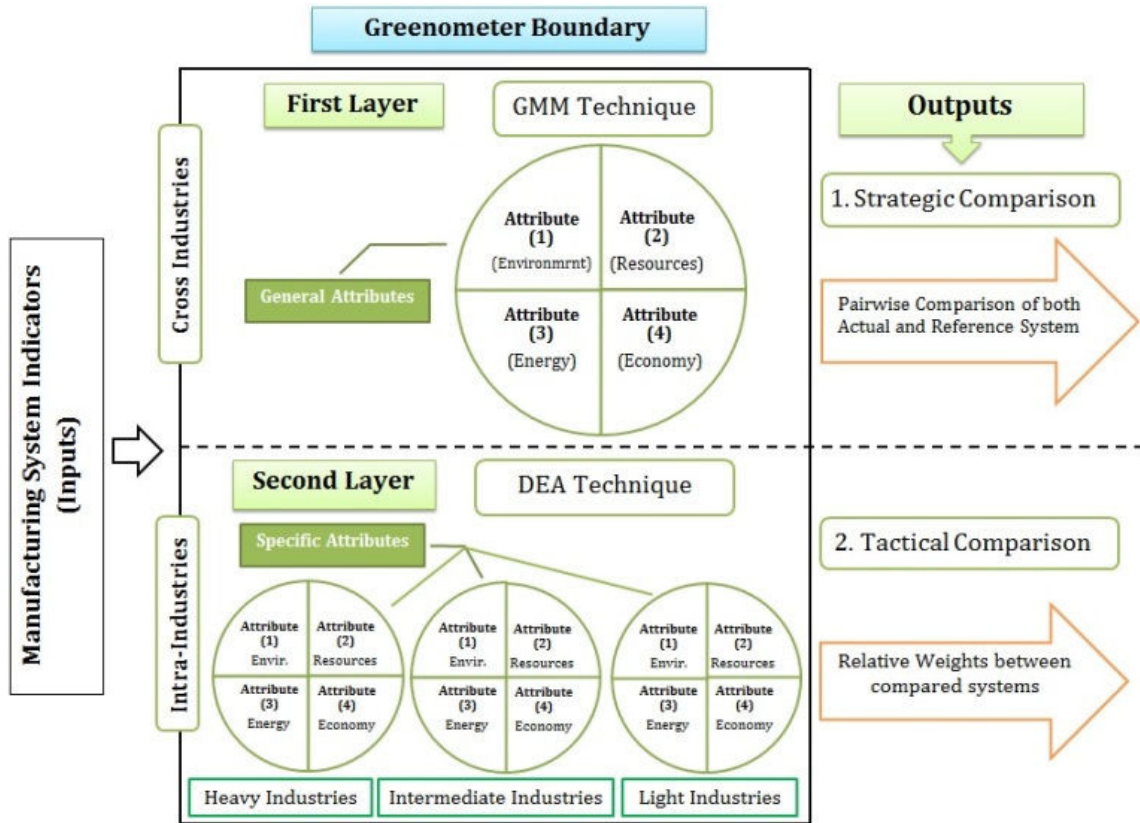 Greenometer Boundary
First Layer
GMM Technique
Outputs
Cross Industries
1. Strategic Comparison
Attribute
(1)
(Environmrnt)
Attribute
(2)
(Resources)
General Attributes
Attribute
(3)
(Energy)
Attribute
(4)
(Economy)
Pairwise Comparison of both
Actual and Reference System
Manufacturing System Indicators
(Inputs)
Second Layer
DEA Technique
Intra-Industries
Specific Attributes
2. Tactical Comparison
Attribute
(1)
Envir.
Attribute
(2)
Resources
Attribute
(3)
Energy
Attribute
(4)
Economy
Attribute
(1)
Envir.
Attribute
(2)
Resources
Attribute
(3)
Energy
Attribute
(4)
Economy
Attribute
(1)
Envir.
Attribute
(2)
Resources
Attribute
(3)
Energy
Attribute
(4)
Economy
Relative Weights between
compared systems
Heavy Industries
Intermediate Industries
Light Industries